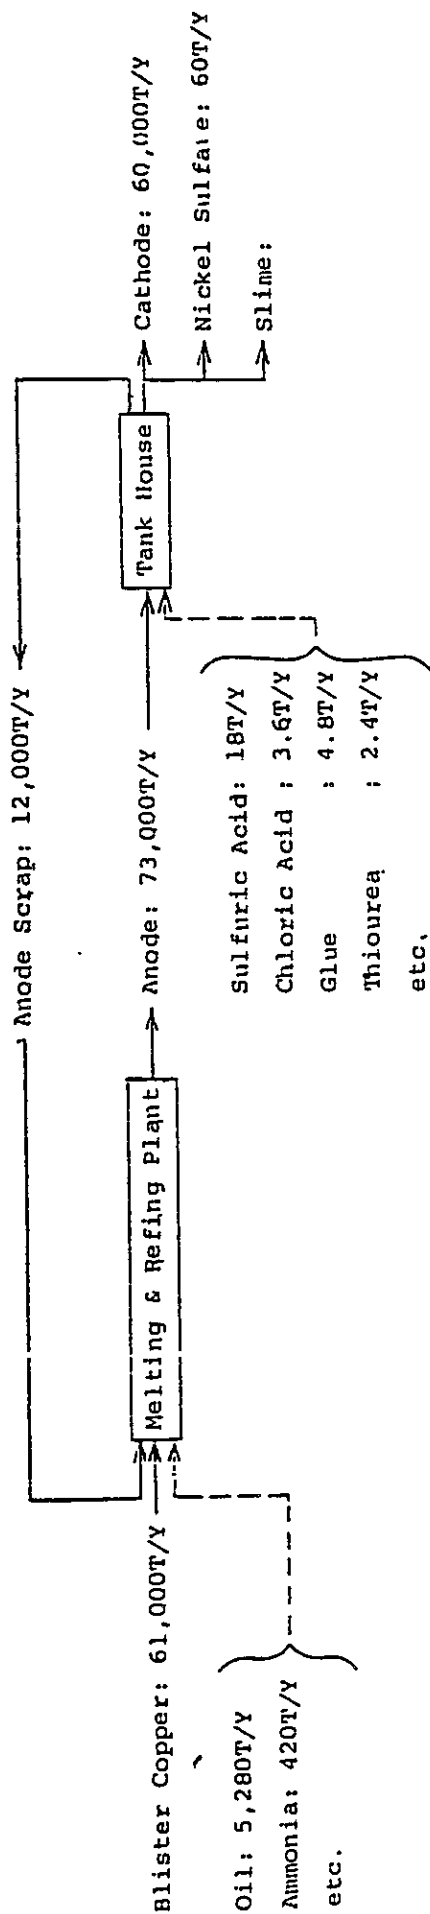 Anode Scrap: 12,000T/Y
Blister Copper: 61,000T/Y
Melting & Refing Plant
Anode: 73,000T/Y
Tank House
Cathode: 60,000T/Y
Nickel Sulfate: 60T/Y
Slime:
Oil: 5,280T/Y
Ammonia: 420T/Y
etc.
Sulfuric Acid: 18T/Y
Chloric Acid : 3.6T/Y
Glue : 4.8T/Y
Thiourea : 2.4T/Y
etc.